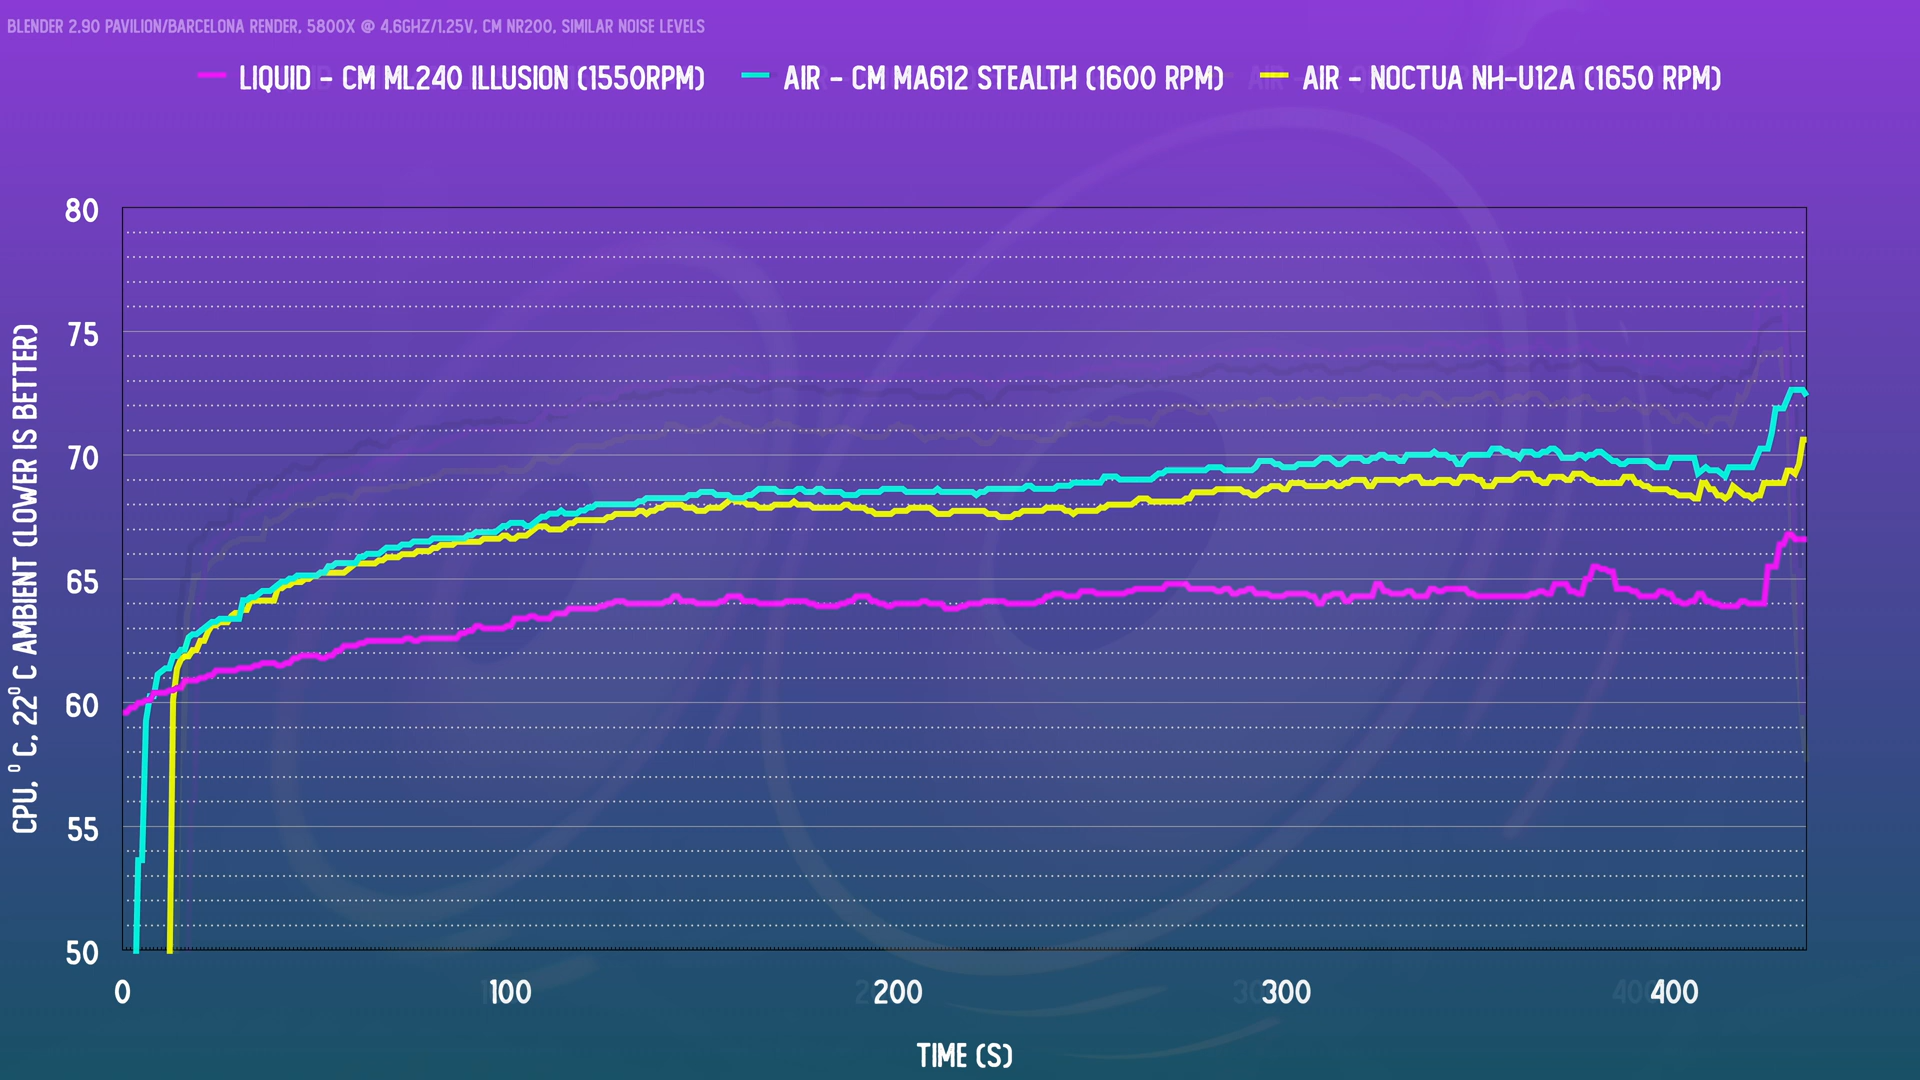 BLENDER 2.90 PAVILION/BARCELONA RENDER, 5800X @ 4.6GHZ/1.25V, CM NR200, SIMILAR NOISE LEVELS
LIQUID - CM ML240 ILLUSION (1550RPM) AIR - CM MA612 STEALTH (1600 RPM) AIR - NOCTUA NH-U12A (1650 RPM)
CPU, ° C, 22° C AMBIENT (LOWER IS BETTER)
80
75
70
65
60
55
50
0 100 200 300 400
TIME (S)